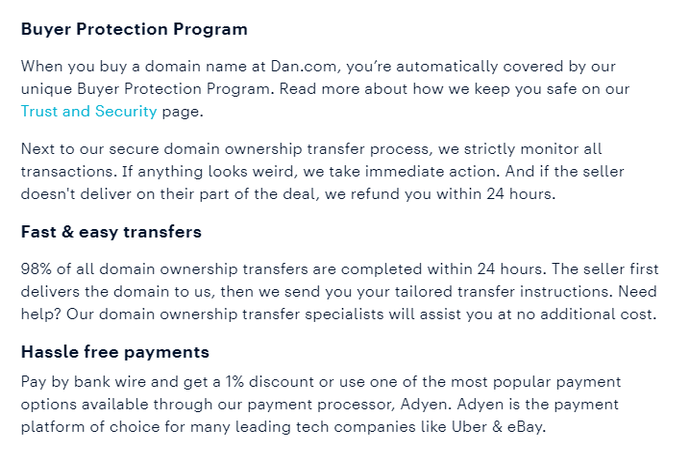 Buyer Protection Program
When you buy a domain name at Dan.com, you’re automatically covered by our
unique Buyer Protection Program. Read more about how we keep you safe on our
Trust and Security page.
Next to our secure domain ownership transfer process, we strictly monitor all
transactions. If anything looks weird, we take immediate action. And if the seller
doesn't deliver on their part of the deal, we refund you within 24 hours.
Fast & easy transfers
98% of all domain ownership transfers are completed within 24 hours. The seller first
delivers the domain to us, then we send you your tailored transfer instructions. Need
help? Our domain ownership transfer specialists will assist you at no additional cost.
Hassle free payments
Pay by bank wire and get a 1% discount or use one of the most popular payment
options available through our payment processor, Adyen. Adyen is the payment
platform of choice for many leading tech companies like Uber & eBay.